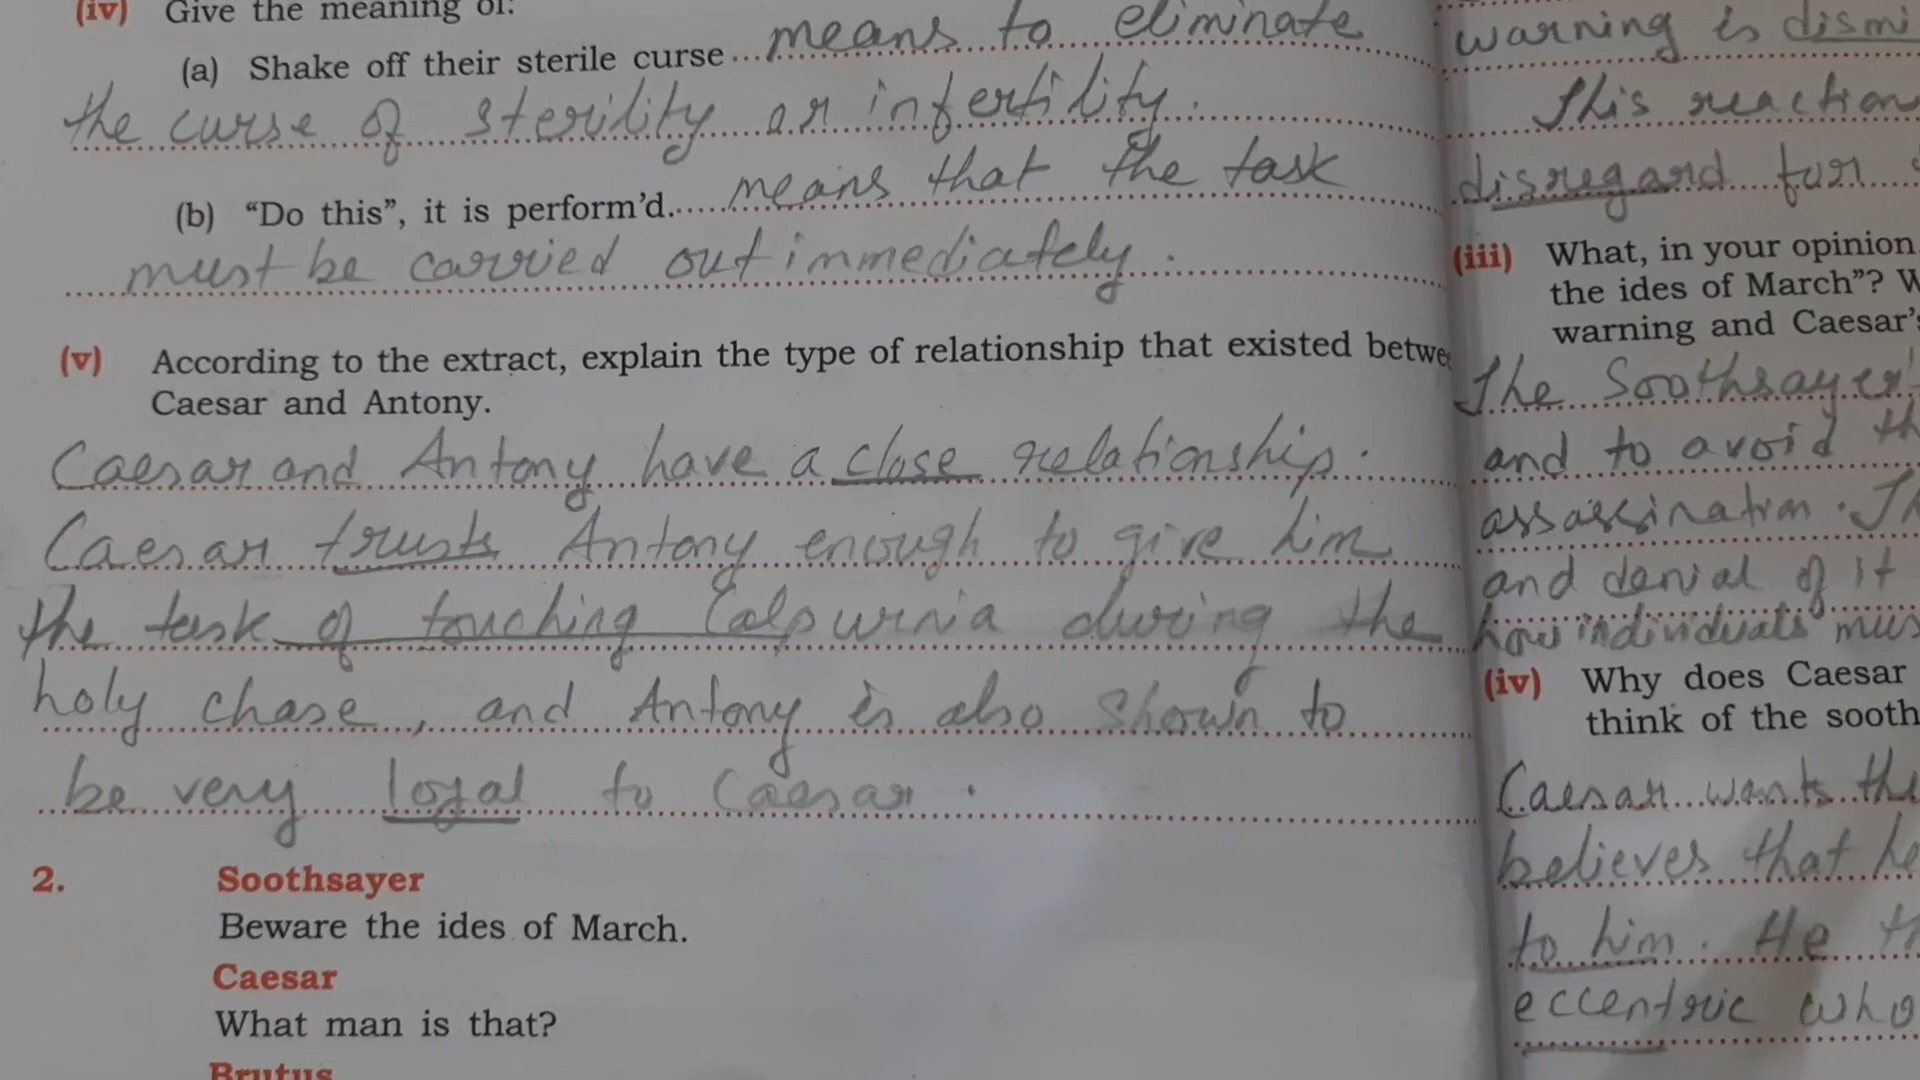 (iv) Give the meaning of:
(a) Shake off their sterile curse means to eliminate
the curse of sterility or infertility.
(b) "Do this", it is perform'd. means that the task
must be carried out immediately.
(v) According to the extract, explain the type of relationship that existed betwe
Caesar and Antony.
Caesar and Antony have a close relationship.
Caesar trusts Antony enough to give him
the task of touching Calpurnia during the
holy chase, and Antony is also shown to
be very loyal to Caesar.
2. Soothsayer
Beware the ides of March.
Caesar
What man is that?
Brutus
warning is dismi
This reaction
disregard for
(iii) What, in your opinion
the ides of March"? W
warning and Caesar's
The Soothsayer'
and to avoid th
assassination. Th
and denial of it
how individuals mus
(iv) Why does Caesar
think of the sooth
Caesar wants the
believes that he
to him. He th
eccentric who